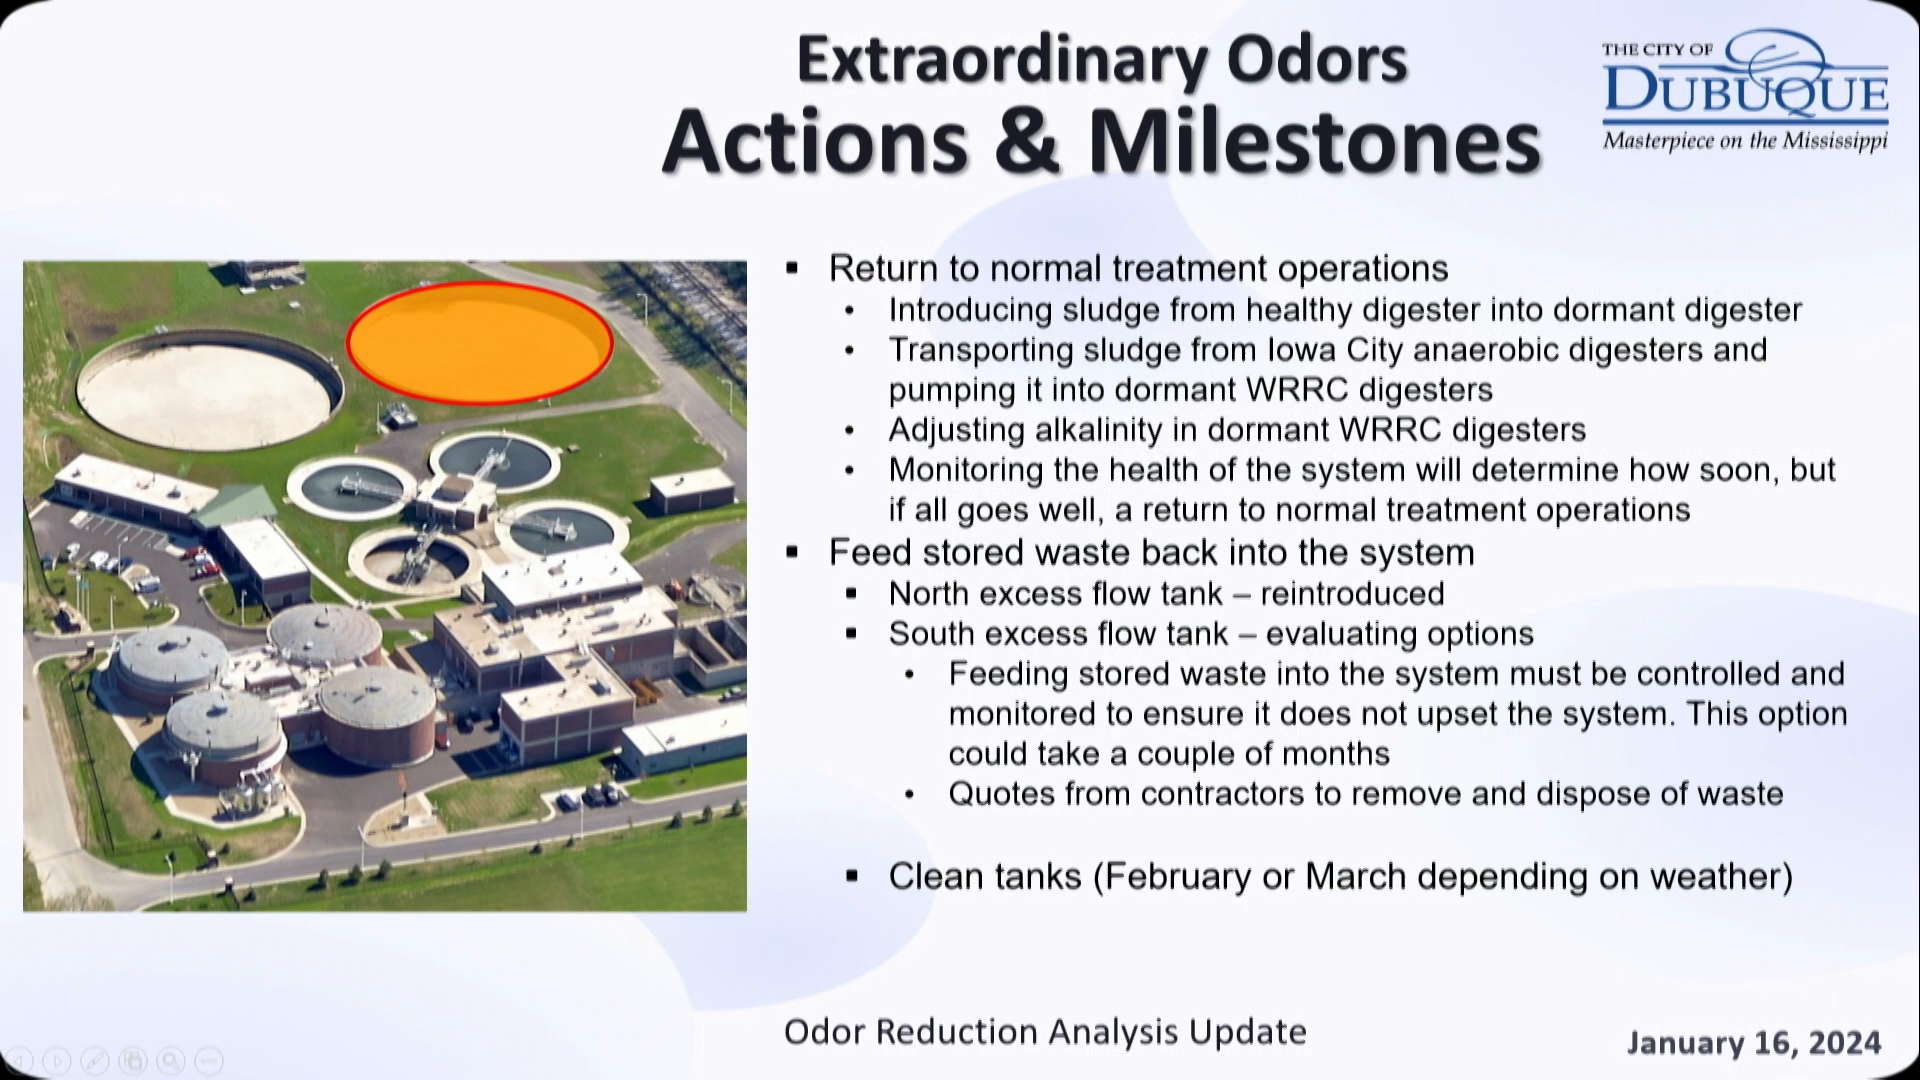 Extraordinary Odors
Actions & Milestones
THE CITY OF
DUBUQUE
Masterpiece on the Mississippi
▪ Return to normal treatment operations
• Introducing sludge from healthy digester into dormant digester
• Transporting sludge from Iowa City anaerobic digesters and
pumping it into dormant WRRC digesters
• Adjusting alkalinity in dormant WRRC digesters
• Monitoring the health of the system will determine how soon, but
if all goes well, a return to normal treatment operations
▪ Feed stored waste back into the system
▪ North excess flow tank – reintroduced
▪ South excess flow tank – evaluating options
• Feeding stored waste into the system must be controlled and
monitored to ensure it does not upset the system. This option
could take a couple of months
• Quotes from contractors to remove and dispose of waste
▪ Clean tanks (February or March depending on weather)
Odor Reduction Analysis Update
January 16, 2024